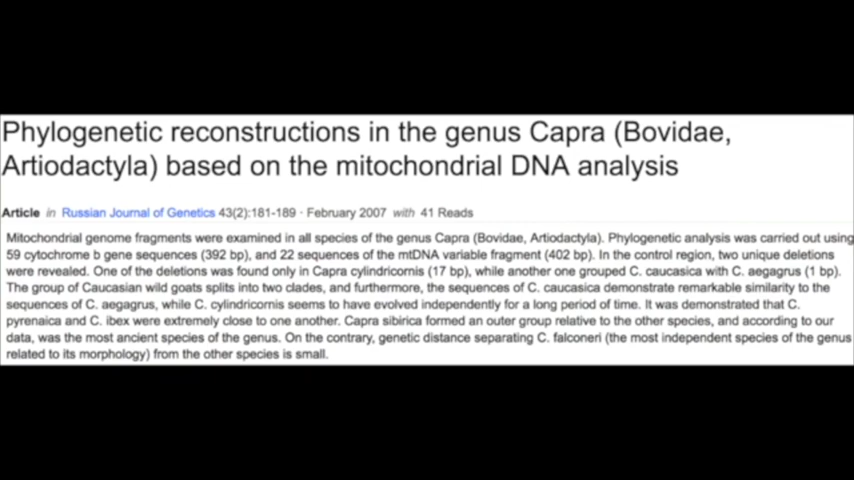 Phylogenetic reconstructions in the genus Capra (Bovidae,
Artiodactyla) based on the mitochondrial DNA analysis
Article in Russian Journal of Genetics 43(2):181-189 · February 2007 with 41 Reads
Mitochondrial genome fragments were examined in all species of the genus Capra (Bovidae, Artiodactyla). Phylogenetic analysis was carried out using
59 cytochrome b gene sequences (392 bp), and 22 sequences of the mtDNA variable fragment (402 bp). In the control region, two unique deletions
were revealed. One of the deletions was found only in Capra cylindricornis (17 bp), while another one grouped C. caucasica with C. aegagrus (1 bp).
The group of Caucasian wild goats splits into two clades, and furthermore, the sequences of C. caucasica demonstrate remarkable similarity to the
sequences of C. aegagrus, while C. cylindricornis seems to have evolved independently for a long period of time. It was demonstrated that C.
pyrenaica and C. ibex were extremely close to one another. Capra sibirica formed an outer group relative to the other species, and according to our
data, was the most ancient species of the genus. On the contrary, genetic distance separating C. falconeri (the most independent species of the genus
related to its morphology) from the other species is small.